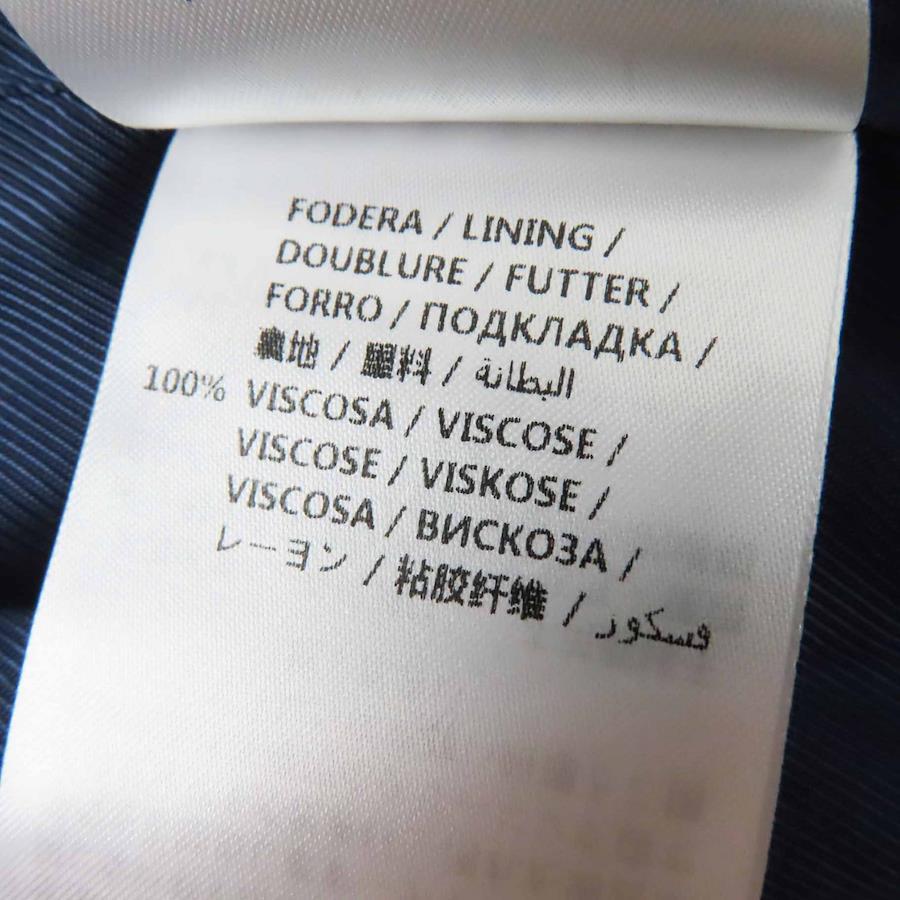 FODERA / LINING /
DOUBLURE / FUTTER /
FORRO / ПОДКЛАДКА /
裏地 / 裡料 / البطانة
100% VISCOSA / VISCOSE /
VISCOSE / VISKOSE /
VISCOSA / ВИСКОЗА /
レーヨン / 粘胶纤维 / فسكوز